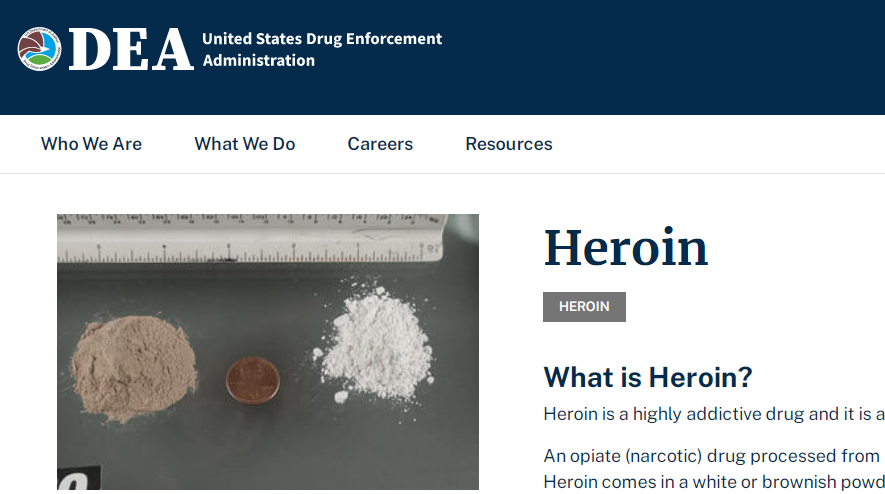 DEA
United States Drug Enforcement
Administration
Who We Are
What We Do
Careers
Resources
Heroin
HEROIN
What is Heroin?
Heroin is a highly addictive drug and it is a
An opiate (narcotic) drug processed from
Heroin comes in a white or brownish powd